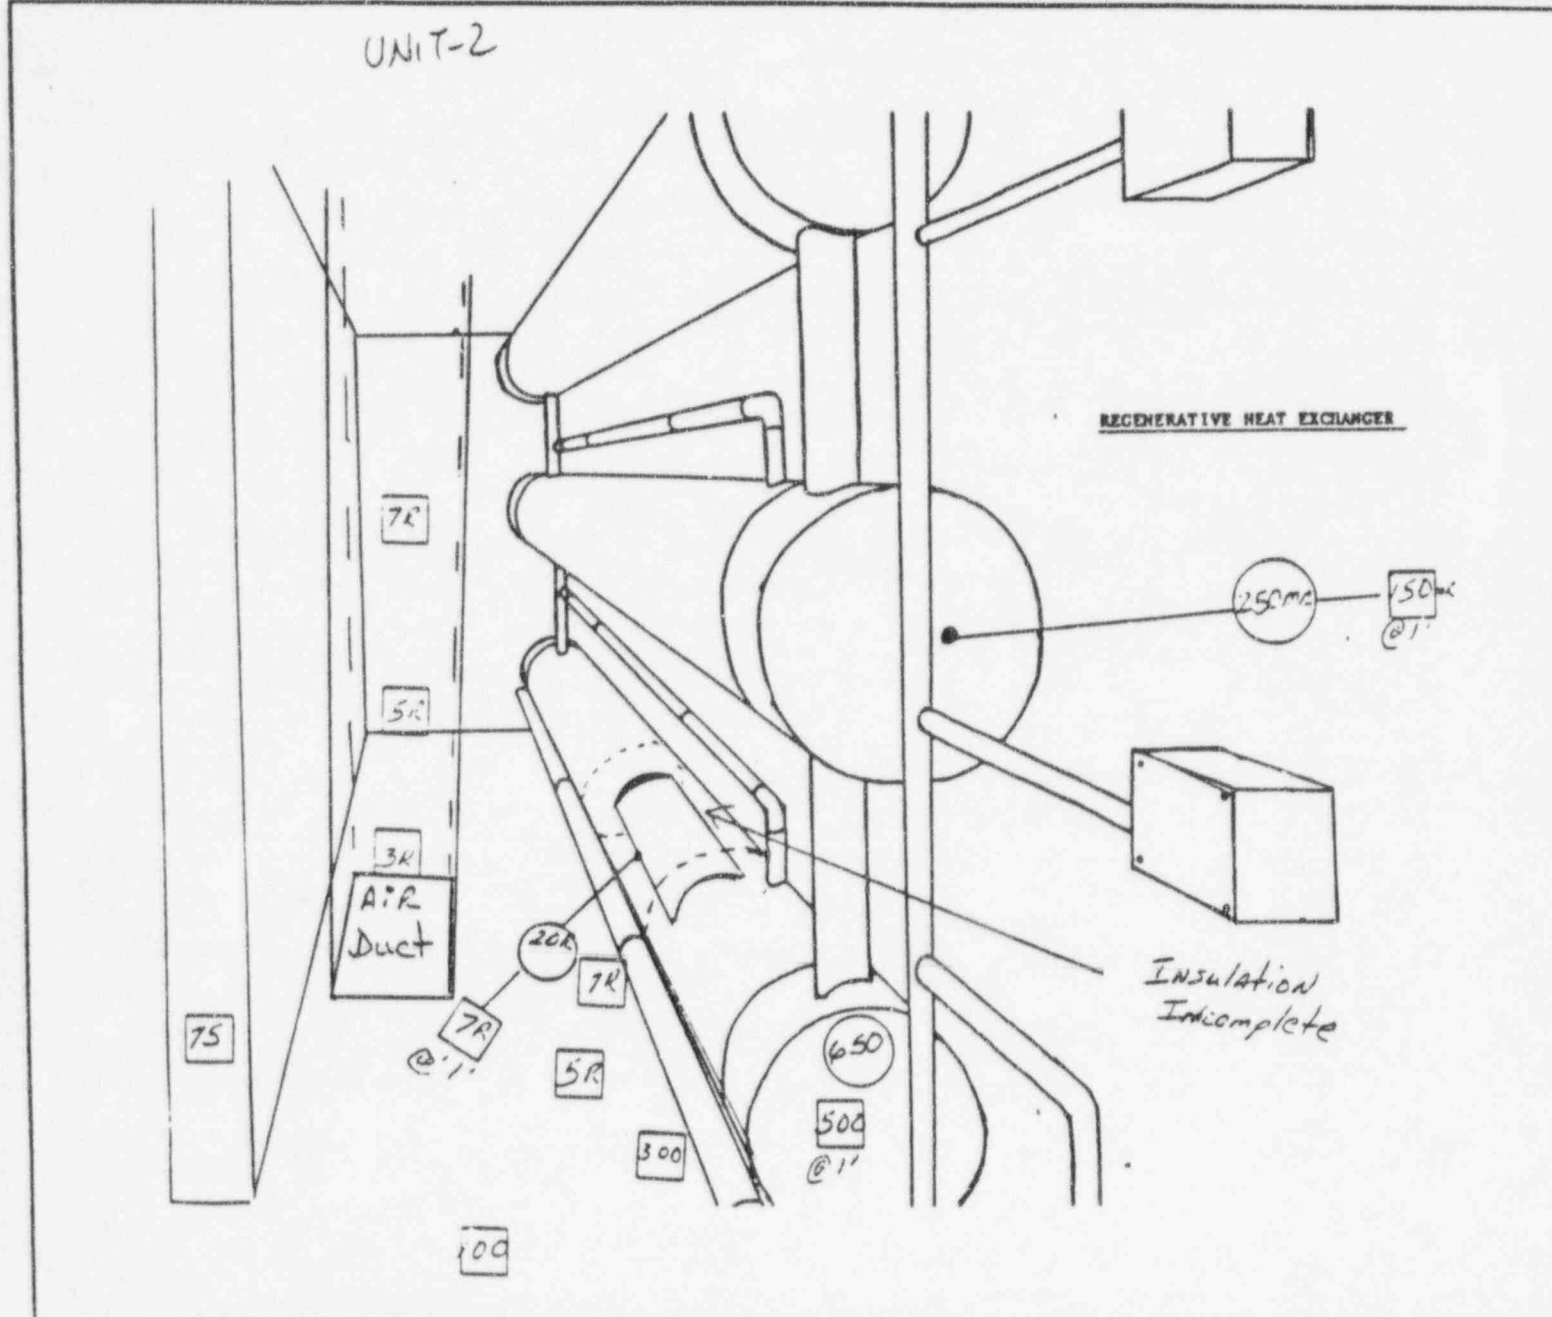 UNIT-2
REGENERATIVE HEAT EXCHANGER
7R
250mR
150mR
@ 1'
5R
3R
AiR
Duct
20R
7R
7R
@ 1'
Insulation
Incomplete
75
650
5R
500
@ 1'
300
100